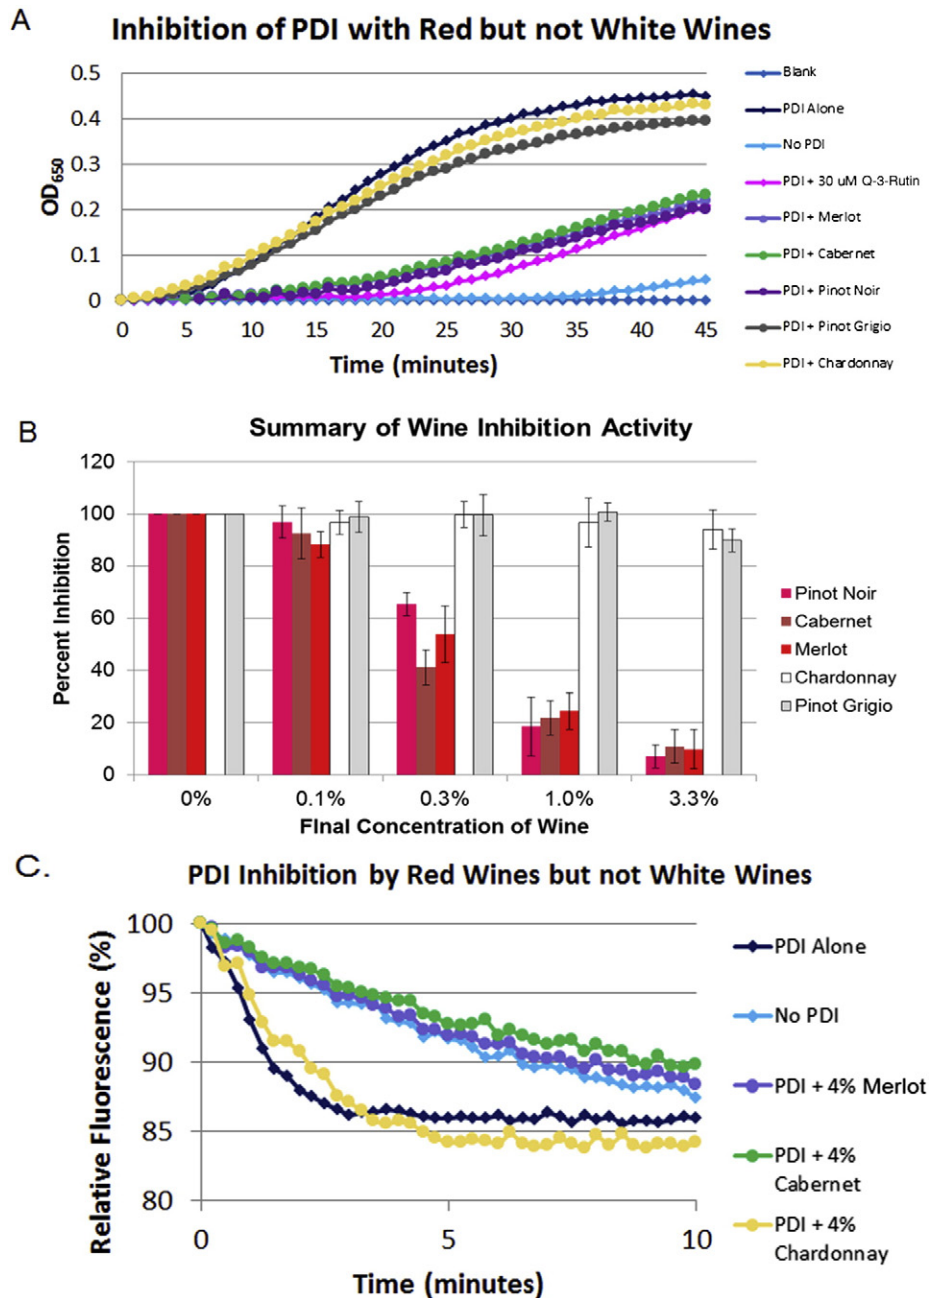 A
Inhibition of PDI with Red but not White Wines
0.5
0.4
0.3
0.2
0.1
0
OD650
0 5 10 15 20 25 30 35 40 45
Time (minutes)
Blank
PDI Alone
No PDI
PDI + 30 uM Q-3-Rutin
PDI + Merlot
PDI + Cabernet
PDI + Pinot Noir
PDI + Pinot Grigio
PDI + Chardonnay
B
Summary of Wine Inhibition Activity
120
100
80
60
40
20
0
Percent Inhibition
0% 0.1% 0.3% 1.0% 3.3%
FInal Concentration of Wine
Pinot Noir
Cabernet
Merlot
Chardonnay
Pinot Grigio
C.
PDI Inhibition by Red Wines but not White Wines
100
95
90
85
80
Relative Fluorescence (%)
0 5 10
Time (minutes)
PDI Alone
No PDI
PDI + 4% Merlot
PDI + 4%
Cabernet
PDI + 4%
Chardonnay